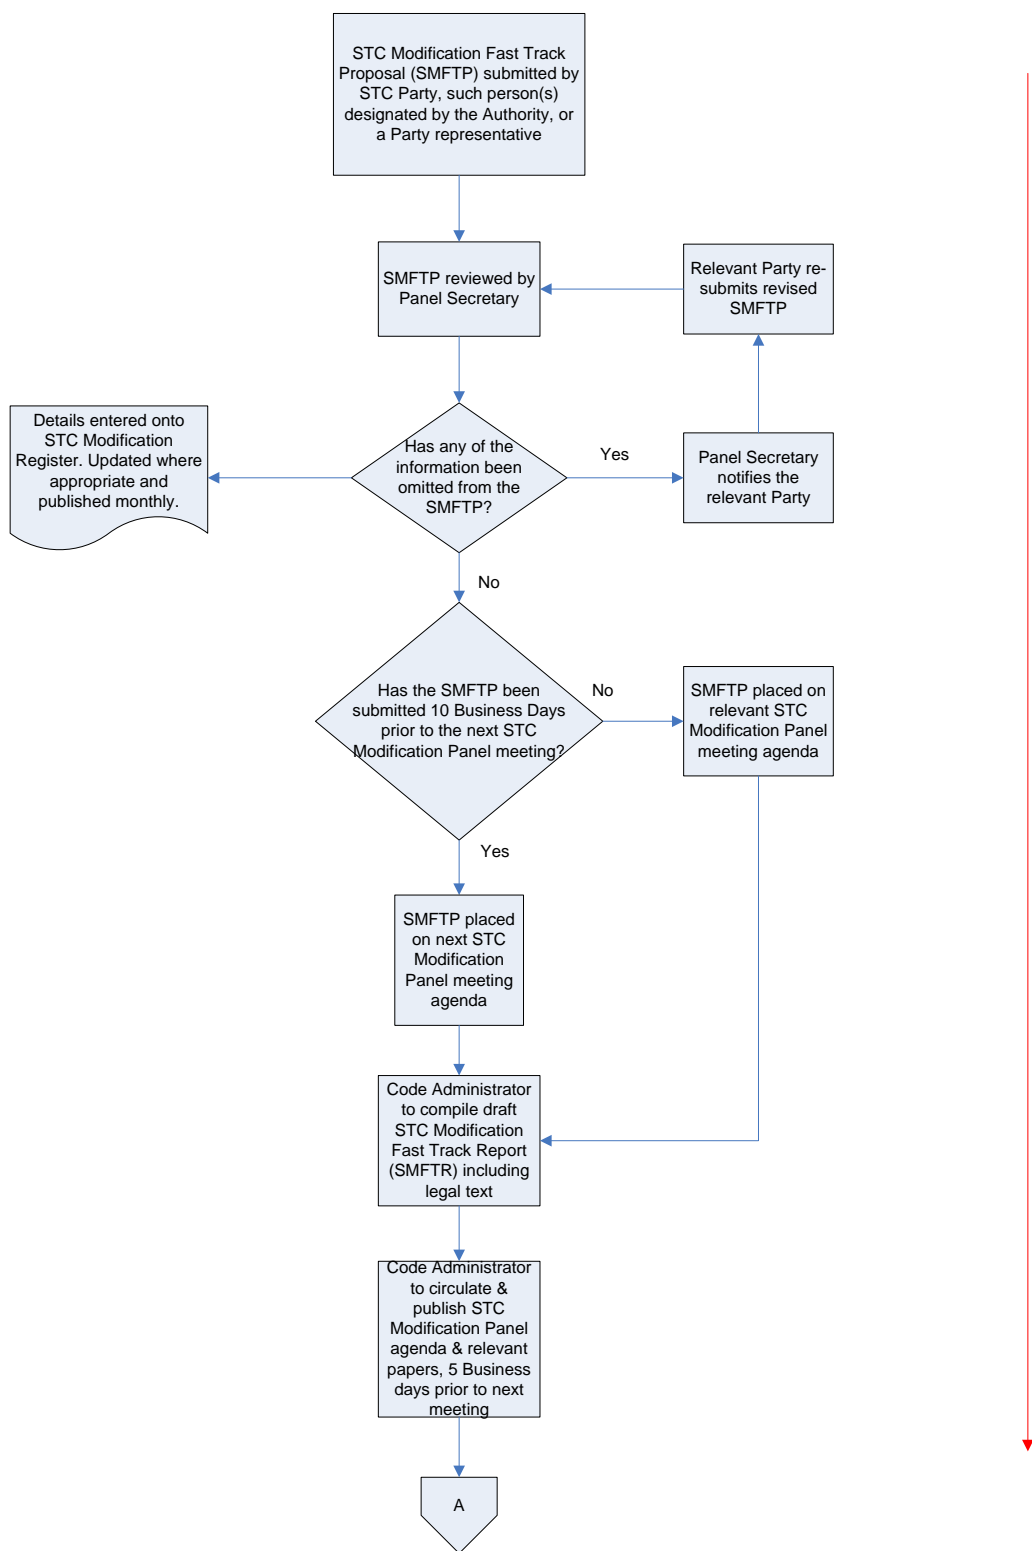 STC Modification Fast Track
Proposal (SMFTP) submitted by
STC Party, such person(s)
designated by the Authority, or
a Party representative
SMFTP reviewed by
Panel Secretary
Relevant Party re-
submits revised
SMFTP
Details entered onto
STC Modification
Register. Updated where
appropriate and
published monthly.
Has any of the
information been
omitted from the
SMFTP?
Yes
Panel Secretary
notifies the
relevant Party
No
Has the SMFTP been
submitted 10 Business Days
prior to the next STC
Modification Panel meeting?
No
SMFTP placed on
relevant STC
Modification Panel
meeting agenda
Yes
SMFTP placed
on next STC
Modification
Panel meeting
agenda
Code Administrator
to compile draft
STC Modification
Fast Track Report
(SMFTR) including
legal text
Code Administrator
to circulate &
publish STC
Modification Panel
agenda & relevant
papers, 5 Business
days prior to next
meeting
A